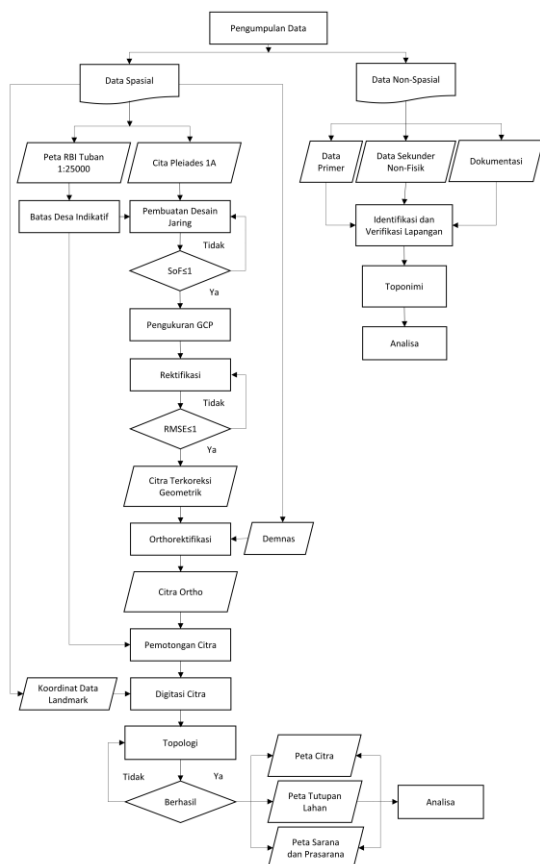 Pengumpulan Data
Data Spasial
Data Non-Spasial
Peta RBI Tuban
1:25000
Cita Pleiades 1A
Data
Primer
Data Sekunder
Non-Fisik
Dokumentasi
Batas Desa Indikatif
Pembuatan Desain
Jaring
Identifikasi dan
Verifikasi Lapangan
Tidak
SoF≤1
Ya
Toponimi
Pengukuran GCP
Analisa
Rektifikasi
Tidak
RMSE≤1
Ya
Citra Terkoreksi
Geometrik
Orthorektifikasi
Demnas
Citra Ortho
Pemotongan Citra
Koordinat Data
Landmark
Digitasi Citra
Topologi
Peta Citra
Tidak
Ya
Berhasil
Peta Tutupan
Lahan
Analisa
Peta Sarana
dan Prasarana